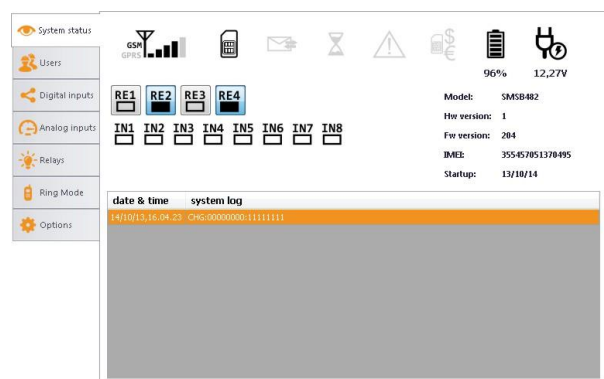 System status
Users
Digital inputs
Analog inputs
Relays
Ring Mode
Options
GSM
GPRS
96%
12,27V
RE1 RE2 RE3 RE4
IN1 IN2 IN3 IN4 IN5 IN6 IN7 IN8
Model: SMSB482
Hw version: 1
Fw version: 204
IMEI: 355457051370495
Startup: 13/10/14
date & time system log
14/10/13,16.04.23 CHG:00000000:11111111